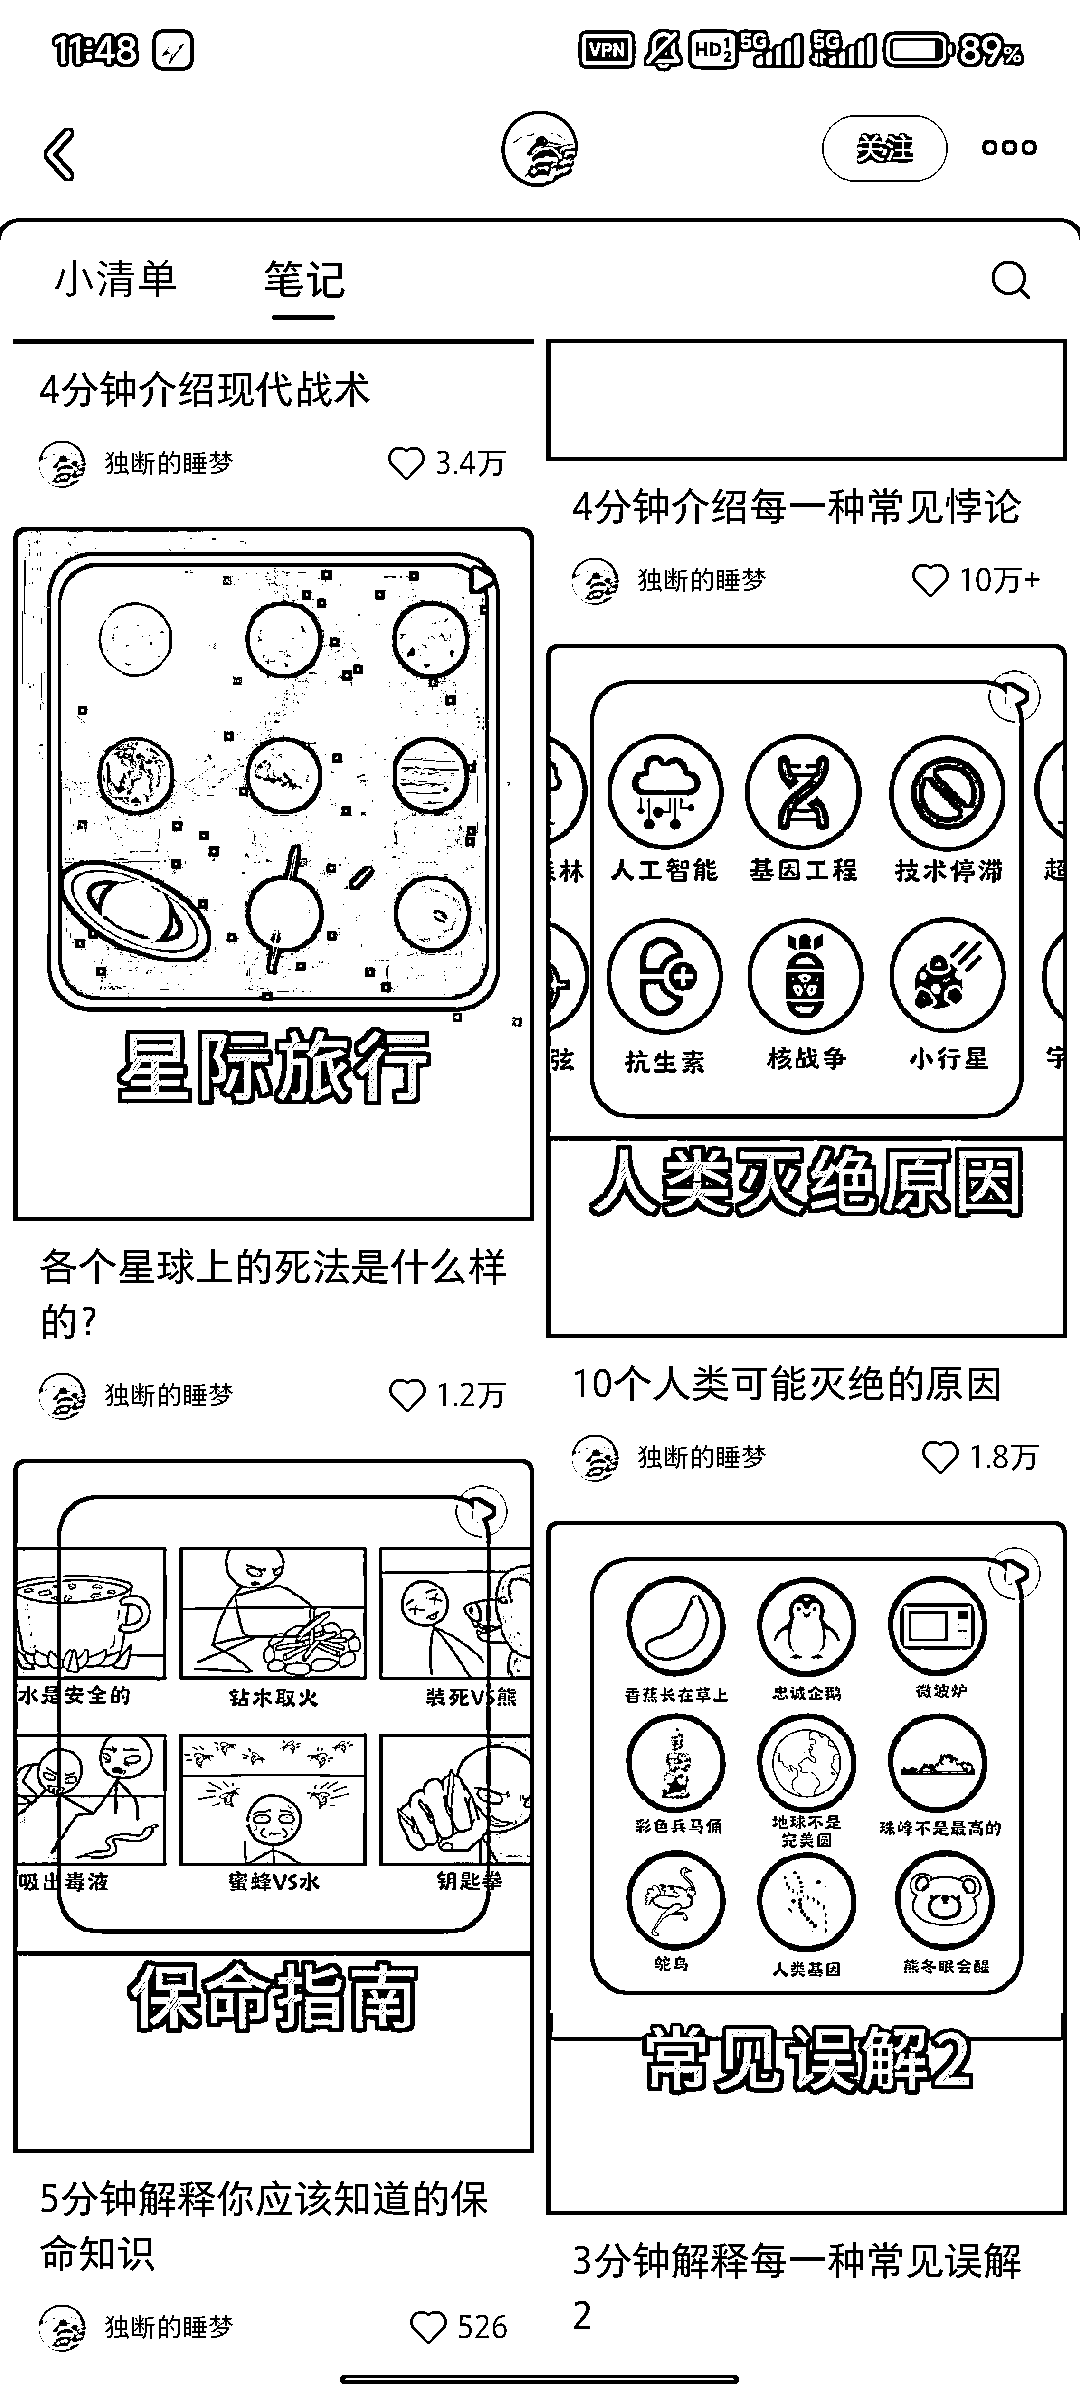 11:48
VPN HD 1 2 5G 5G 89%
关注
小清单 笔记
4分钟介绍现代战术
独断的睡梦 3.4万
星际旅行
各个星球上的死法是什么样
的?
独断的睡梦 1.2万
水是安全的 钻木取火 装死VS熊
吸出毒液 蜜蜂VS水 钥匙拳
保命指南
5分钟解释你应该知道的保
命知识
独断的睡梦 526
4分钟介绍每一种常见悖论
独断的睡梦 10万+
林 人工智能 基因工程 技术停滞 超
弦 抗生素 核战争 小行星 宇
人类灭绝原因
10个人类可能灭绝的原因
独断的睡梦 1.8万
香蕉长在草上 忠诚企鹅 微波炉
彩色兵马俑 地球不是 珠峰不是最高的
完美圆
鸵鸟 人类基因 熊冬眠会醒
常见误解2
3分钟解释每一种常见误解
2